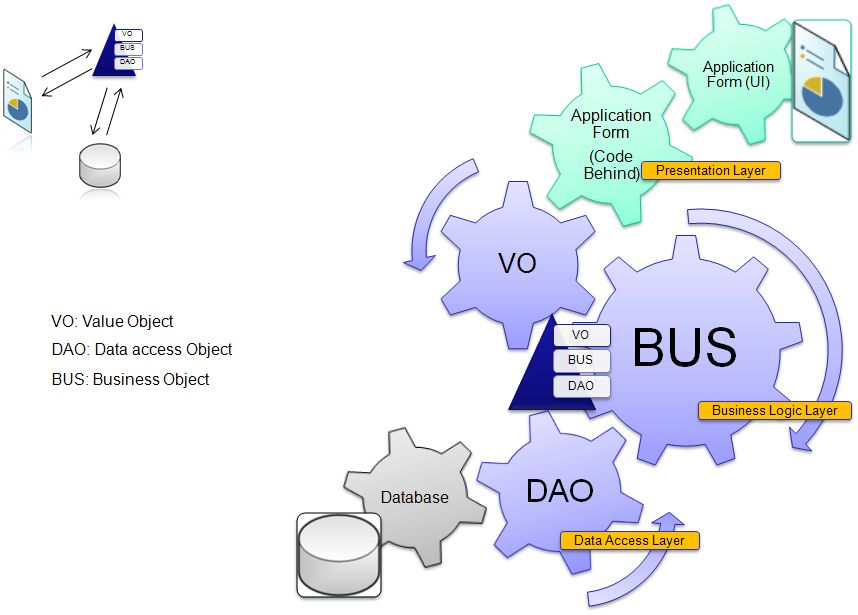 VO
BUS
DAO
Application
Form (UI)
Application
Form
(Code
Behind)
Presentation Layer
VO
VO: Value Object
DAO: Data access Object
BUS: Business Object
VO
BUS
DAO
BUS
Business Logic Layer
Database
DAO
Data Access Layer